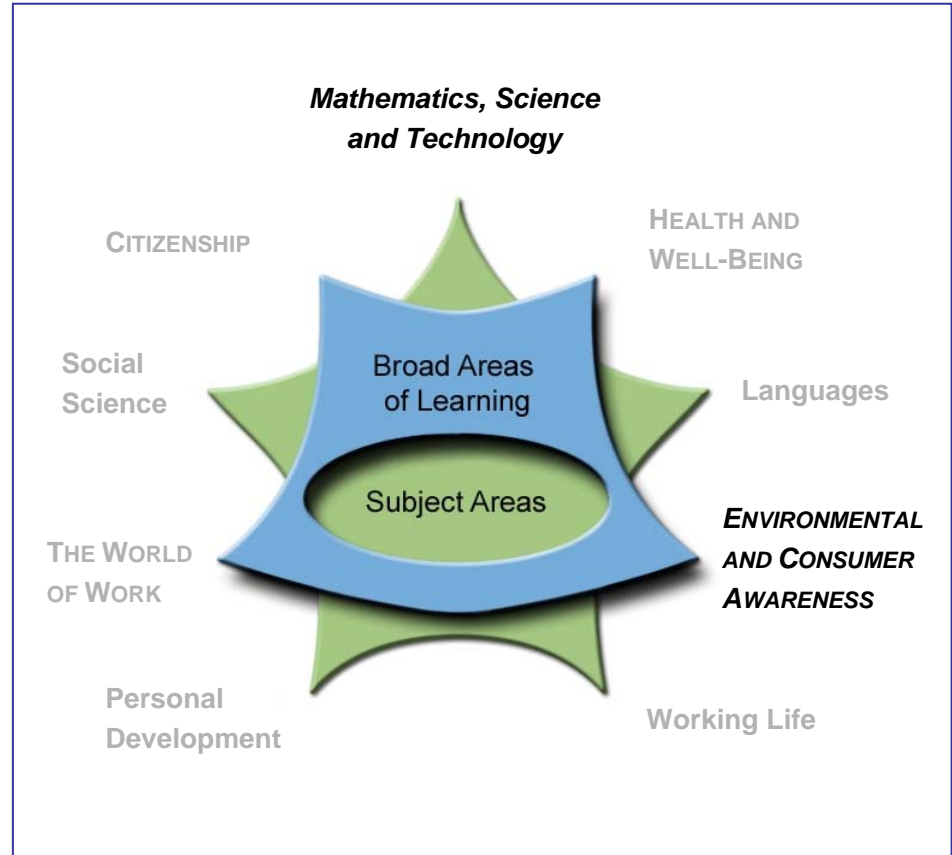 Mathematics, Science
and Technology
CITIZENSHIP
HEALTH AND
WELL-BEING
Broad Areas
of Learning
Social
Science
Languages
Subject Areas
ENVIRONMENTAL
AND CONSUMER
AWARENESS
THE WORLD
OF WORK
Personal
Development
Working Life